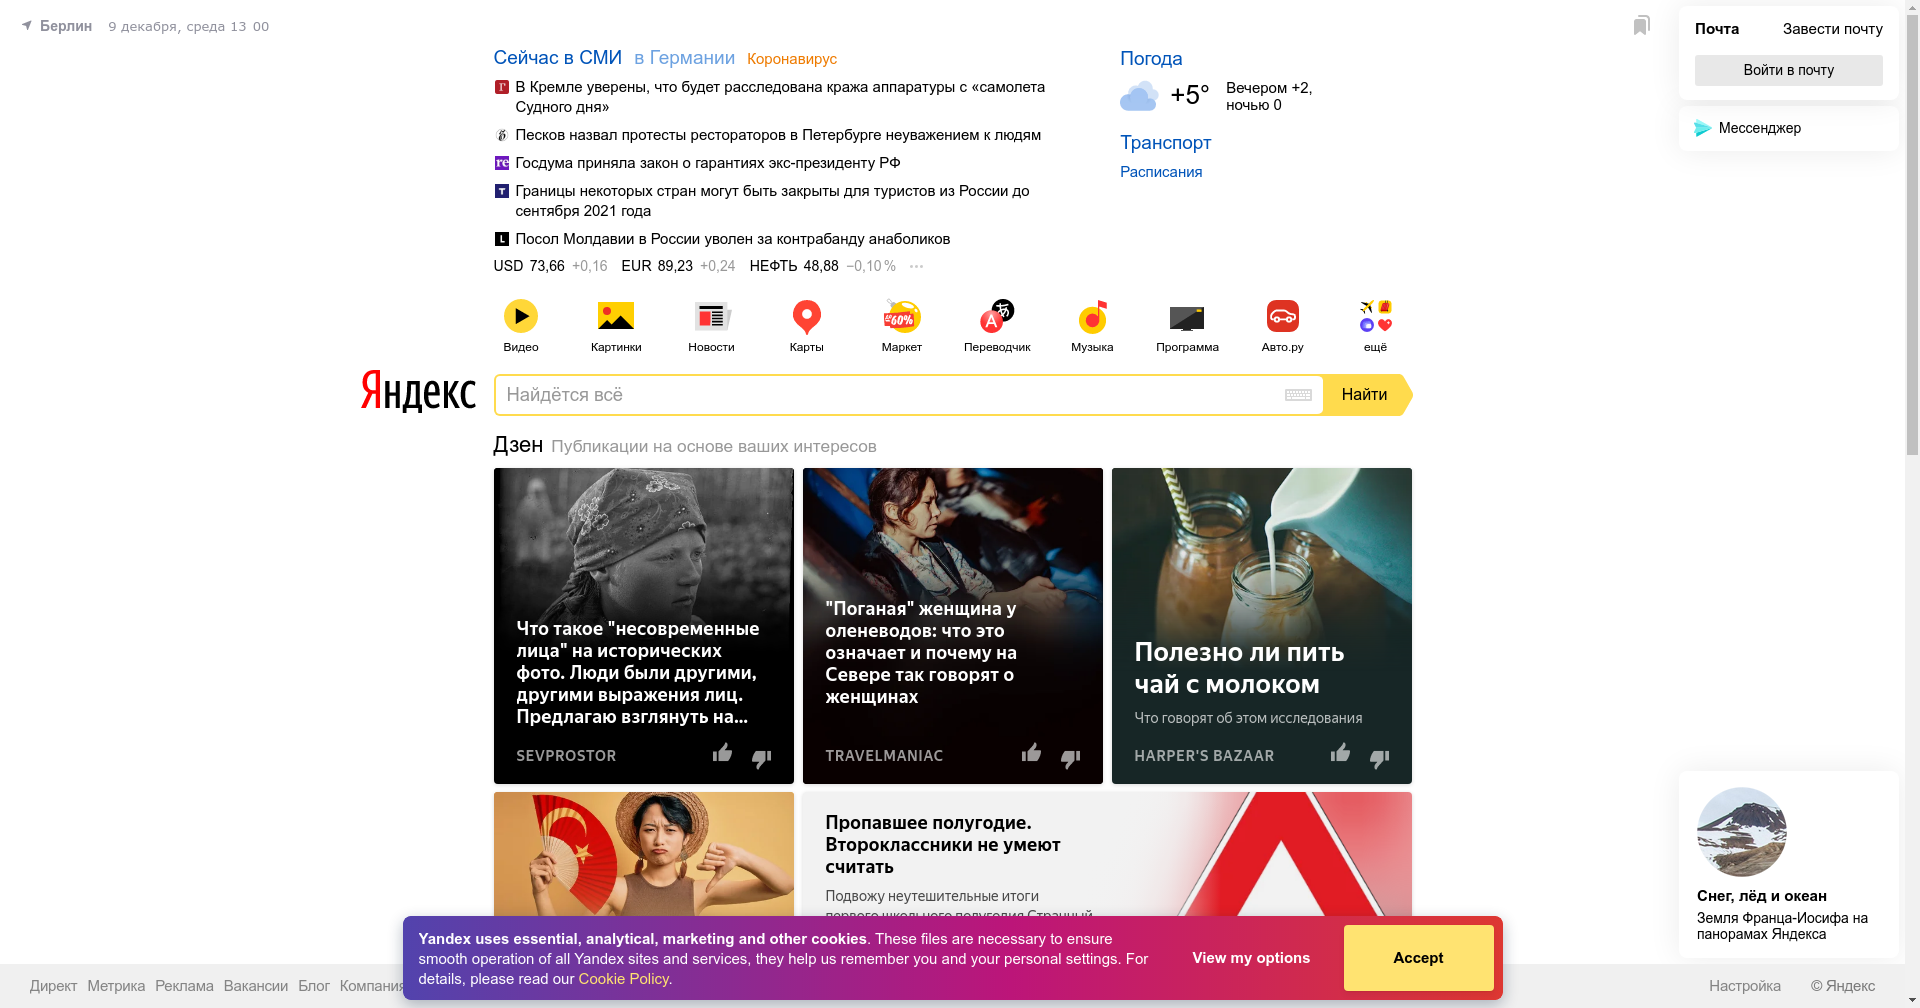 Берлин
9 декабря, среда 13 00
Почта
Завести почту
Войти в почту
Мессенджер
Сейчас в СМИ в Германии Коронавирус
В Кремле уверены, что будет расследована кража аппаратуры с «самолета
Судного дня»
Песков назвал протесты рестораторов в Петербурге неуважением к людям
Госдума приняла закон о гарантиях экс-президенту РФ
Границы некоторых стран могут быть закрыты для туристов из России до
сентября 2021 года
Посол Молдавии в России уволен за контрабанду анаболиков
USD 73,66 +0,16 EUR 89,23 +0,24 НЕФТЬ 48,88 −0,10 %
Погода
+5°
Вечером +2,
ночью 0
Транспорт
Расписания
Видео
Картинки
Новости
Карты
Маркет
Переводчик
Музыка
Программа
Авто.ру
ещё
Яндекс
Найдётся всё
Найти
Дзен Публикации на основе ваших интересов
Что такое "несовременные
лица" на исторических
фото. Люди были другими,
другими выражения лиц.
Предлагаю взглянуть на...
SEVPROSTOR
"Поганая" женщина у
оленеводов: что это
означает и почему на
Севере так говорят о
женщинах
TRAVELMANIAC
Полезно ли пить
чай с молоком
Что говорят об этом исследования
HARPER'S BAZAAR
Пропавшее полугодие.
Второклассники не умеют
считать
Подвожу неутешительные итоги
первого школьного полугодия Странный
Снег, лёд и океан
Земля Франца-Иосифа на
панорамах Яндекса
Yandex uses essential, analytical, marketing and other cookies. These files are necessary to ensure
smooth operation of all Yandex sites and services, they help us remember you and your personal settings. For
details, please read our Cookie Policy.
View my options
Accept
Директ Метрика Реклама Вакансии Блог Компания
Настройка
© Яндекс